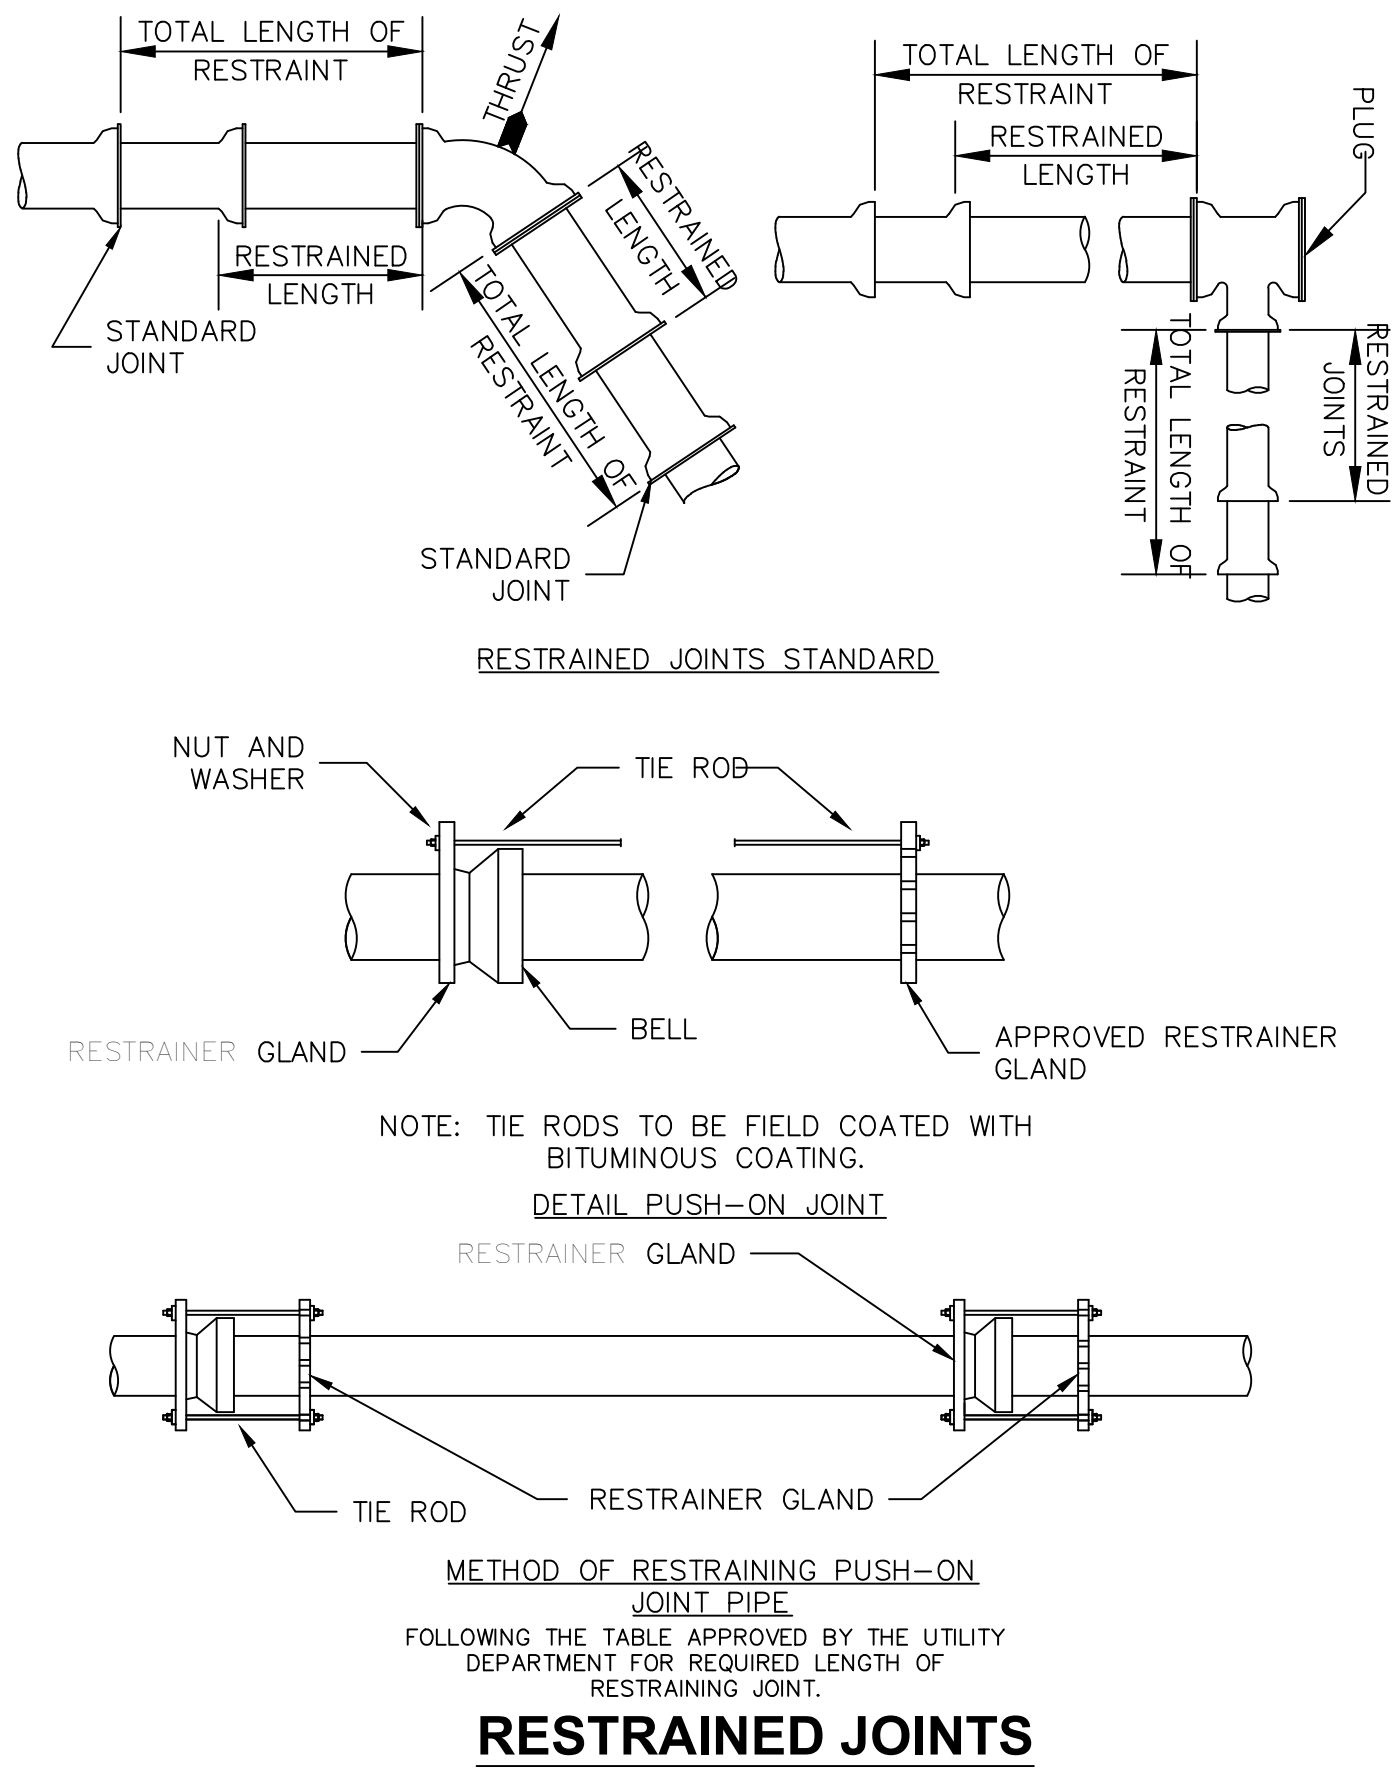 TOTAL LENGTH OF
RESTRAINT
THRUST
RESTRAINED
LENGTH
RESTRAINED
LENGTH
TOTAL LENGTH OF
RESTRAINT
STANDARD
JOINT
STANDARD
JOINT
TOTAL LENGTH OF
RESTRAINT
RESTRAINED
LENGTH
PLUG
TOTAL LENGTH OF
RESTRAINT
RESTRAINED
JOINTS
RESTRAINED JOINTS STANDARD
NUT AND
WASHER
TIE ROD
RESTRAINER GLAND
BELL
APPROVED RESTRAINER
GLAND
NOTE: TIE RODS TO BE FIELD COATED WITH
BITUMINOUS COATING.
DETAIL PUSH-ON JOINT
RESTRAINER GLAND
RESTRAINER GLAND
TIE ROD
METHOD OF RESTRAINING PUSH-ON
JOINT PIPE
FOLLOWING THE TABLE APPROVED BY THE UTILITY
DEPARTMENT FOR REQUIRED LENGTH OF
RESTRAINING JOINT.
RESTRAINED JOINTS